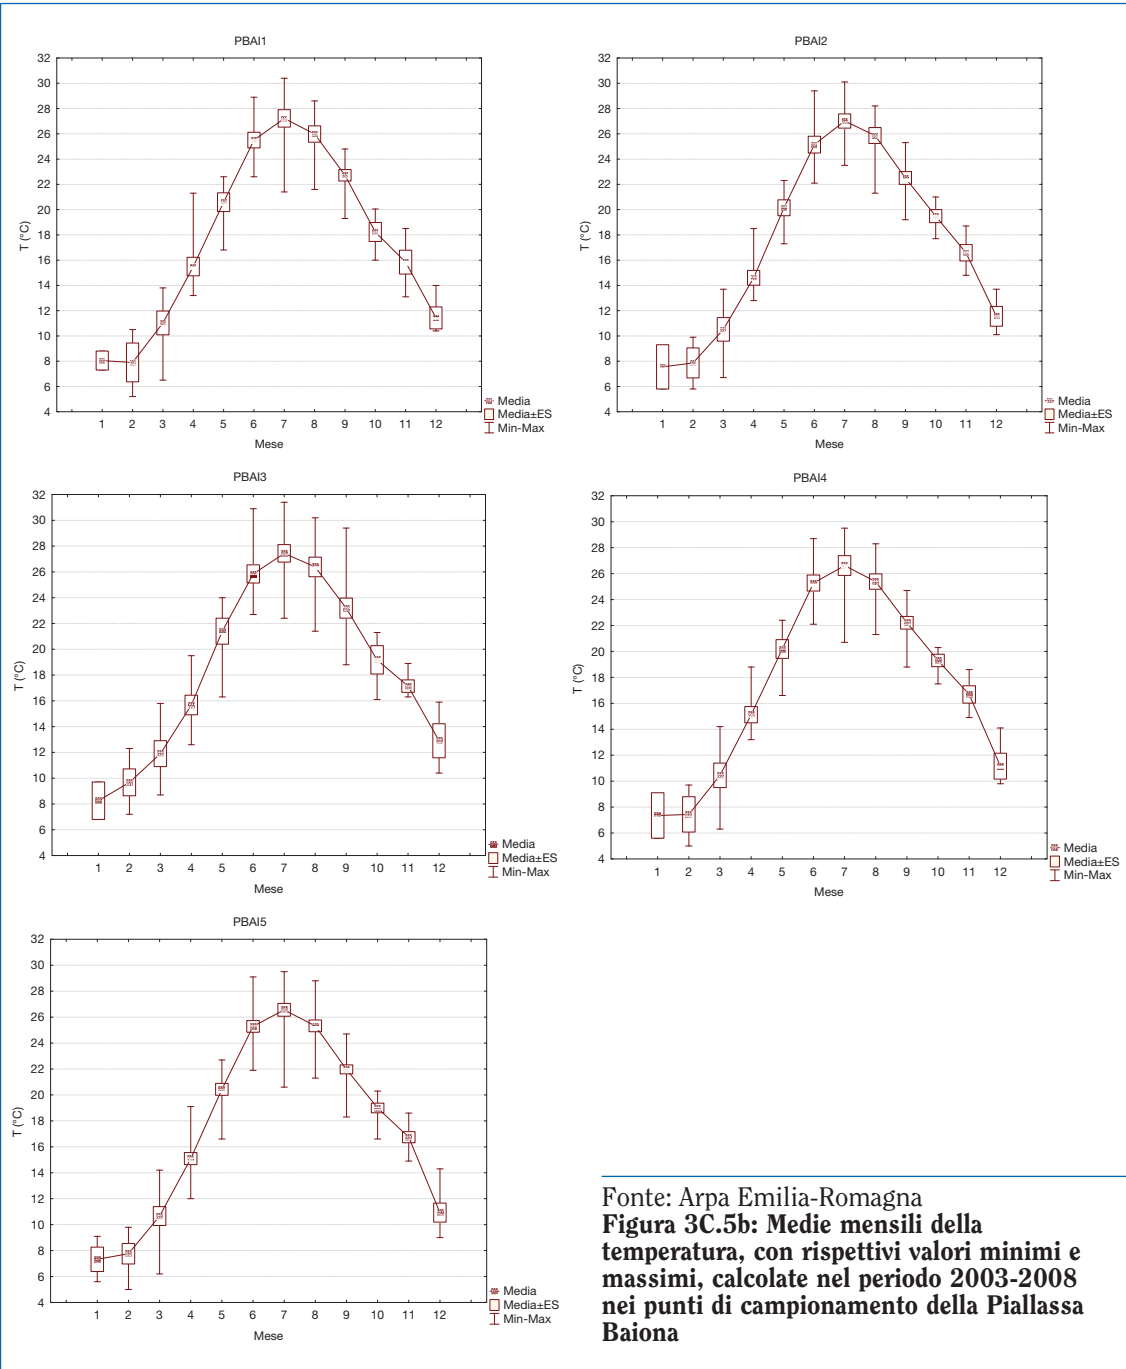 PBAI1
32
30
28
26
24
22
20
18
16
14
12
10
8
6
4
T (°C)
1 2 3 4 5 6 7 8 9 10 11 12
Mese
Media
Media±ES
Min-Max
PBAI2
32
30
28
26
24
22
20
18
16
14
12
10
8
6
4
T (°C)
1 2 3 4 5 6 7 8 9 10 11 12
Mese
Media
Media±ES
Min-Max
PBAI3
32
30
28
26
24
22
20
18
16
14
12
10
8
6
4
T (°C)
1 2 3 4 5 6 7 8 9 10 11 12
Mese
Media
Media±ES
Min-Max
PBAI4
32
30
28
26
24
22
20
18
16
14
12
10
8
6
4
T (°C)
1 2 3 4 5 6 7 8 9 10 11 12
Mese
Media
Media±ES
Min-Max
PBAI5
32
30
28
26
24
22
20
18
16
14
12
10
8
6
4
T (°C)
1 2 3 4 5 6 7 8 9 10 11 12
Mese
Media
Media±ES
Min-Max
Fonte: Arpa Emilia-Romagna
Figura 3C.5b: Medie mensili della
temperatura, con rispettivi valori minimi e
massimi, calcolate nel periodo 2003-2008
nei punti di campionamento della Piallassa
Baiona